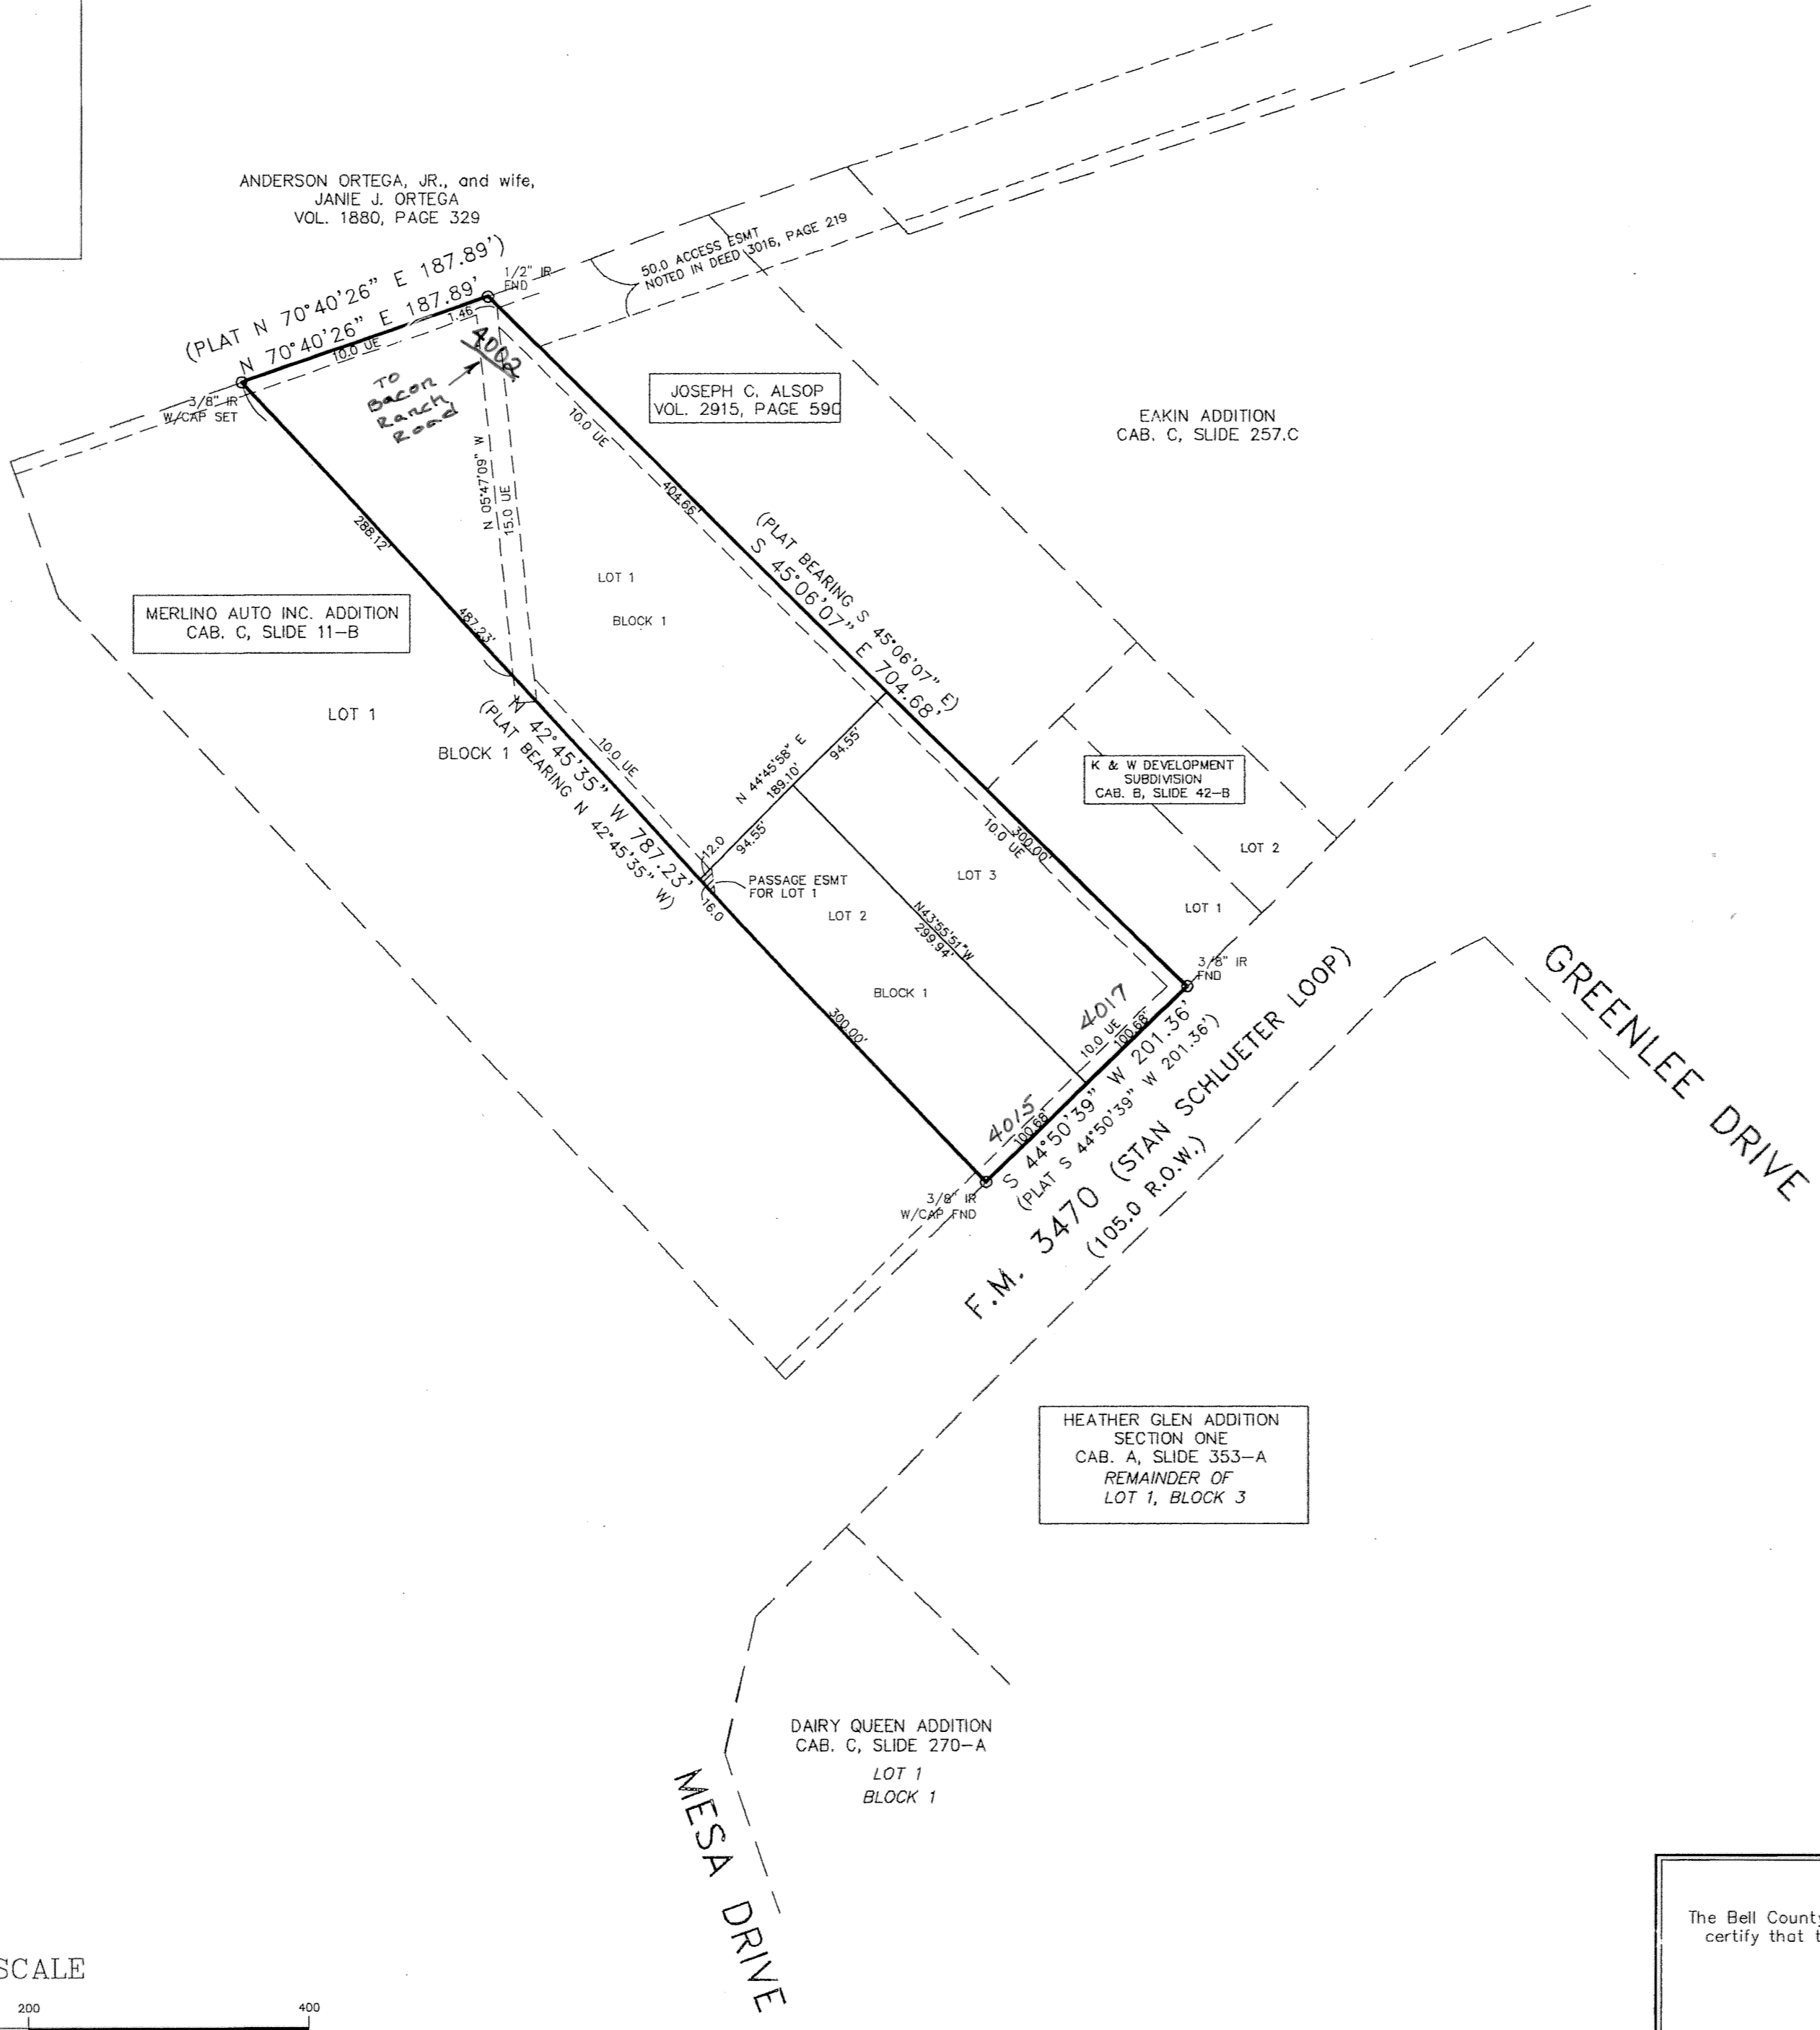 ANDERSON ORTEGA, JR., and wife,
JANIE J. ORTEGA
VOL. 1880, PAGE 329
50.0 ACCESS ESMT
NOTED IN DEED 3016, PAGE 219
(PLAT N 70°40'26" E 187.89')
N 70°40'26" E 187.89'
1/2" IR
FND
1.46
10.0 UE
4002
TO
Bacon
Ranch
Road
3/8" IR
W/CAP SET
JOSEPH C. ALSOP
VOL. 2915, PAGE 590
EAKIN ADDITION
CAB. C, SLIDE 257.C
10.0 UE
N 05°47'09" W
15.0 UE
404.66'
288.12'
(PLAT BEARING S 45°06'07" E)
S 45°06'07" E 704.68'
LOT 1
BLOCK 1
MERLINO AUTO INC. ADDITION
CAB. C, SLIDE 11-B
487.23'
LOT 1
BLOCK 1
N 42°45'35" W 787.23'
(PLAT BEARING N 42°45'35" W)
10.0 UE
N 44°45'58" E
189.10'
94.55'
94.55'
12.0
16.0
PASSAGE ESMT
FOR LOT 1
K & W DEVELOPMENT
SUBDIVISION
CAB. B, SLIDE 42-B
LOT 2
LOT 1
300.00'
10.0 UE
LOT 3
LOT 2
N43°55'51"W
299.94'
BLOCK 1
300.00'
3/8" IR
FND
4017
10.0 UE
100.68'
4015
100.68'
S 44°50'39" W 201.36'
(PLAT S 44°50'39" W 201.36')
3/8" IR
W/CAP FND
F.M. 3470 (STAN SCHLUETER LOOP)
(105.0 R.O.W.)
GREENLEE DRIVE
HEATHER GLEN ADDITION
SECTION ONE
CAB. A, SLIDE 353-A
REMAINDER OF
LOT 1, BLOCK 3
DAIRY QUEEN ADDITION
CAB. C, SLIDE 270-A
LOT 1
BLOCK 1
MESA DRIVE
The Bell County
certify that t
SCALE
200 400